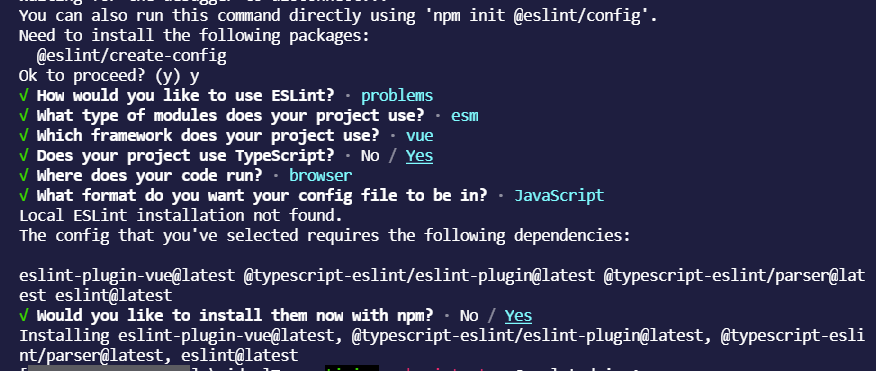 You can also run this command directly using 'npm init @eslint/config'.
Need to install the following packages:
@eslint/create-config
Ok to proceed? (y) y
√ How would you like to use ESLint? · problems
√ What type of modules does your project use? · esm
√ Which framework does your project use? · vue
√ Does your project use TypeScript? · No / Yes
√ Where does your code run? · browser
√ What format do you want your config file to be in? · JavaScript
Local ESLint installation not found.
The config that you've selected requires the following dependencies:
eslint-plugin-vue@latest @typescript-eslint/eslint-plugin@latest @typescript-eslint/parser@lat
est eslint@latest
√ Would you like to install them now with npm? · No / Yes
Installing eslint-plugin-vue@latest, @typescript-eslint/eslint-plugin@latest, @typescript-esli
nt/parser@latest, eslint@latest